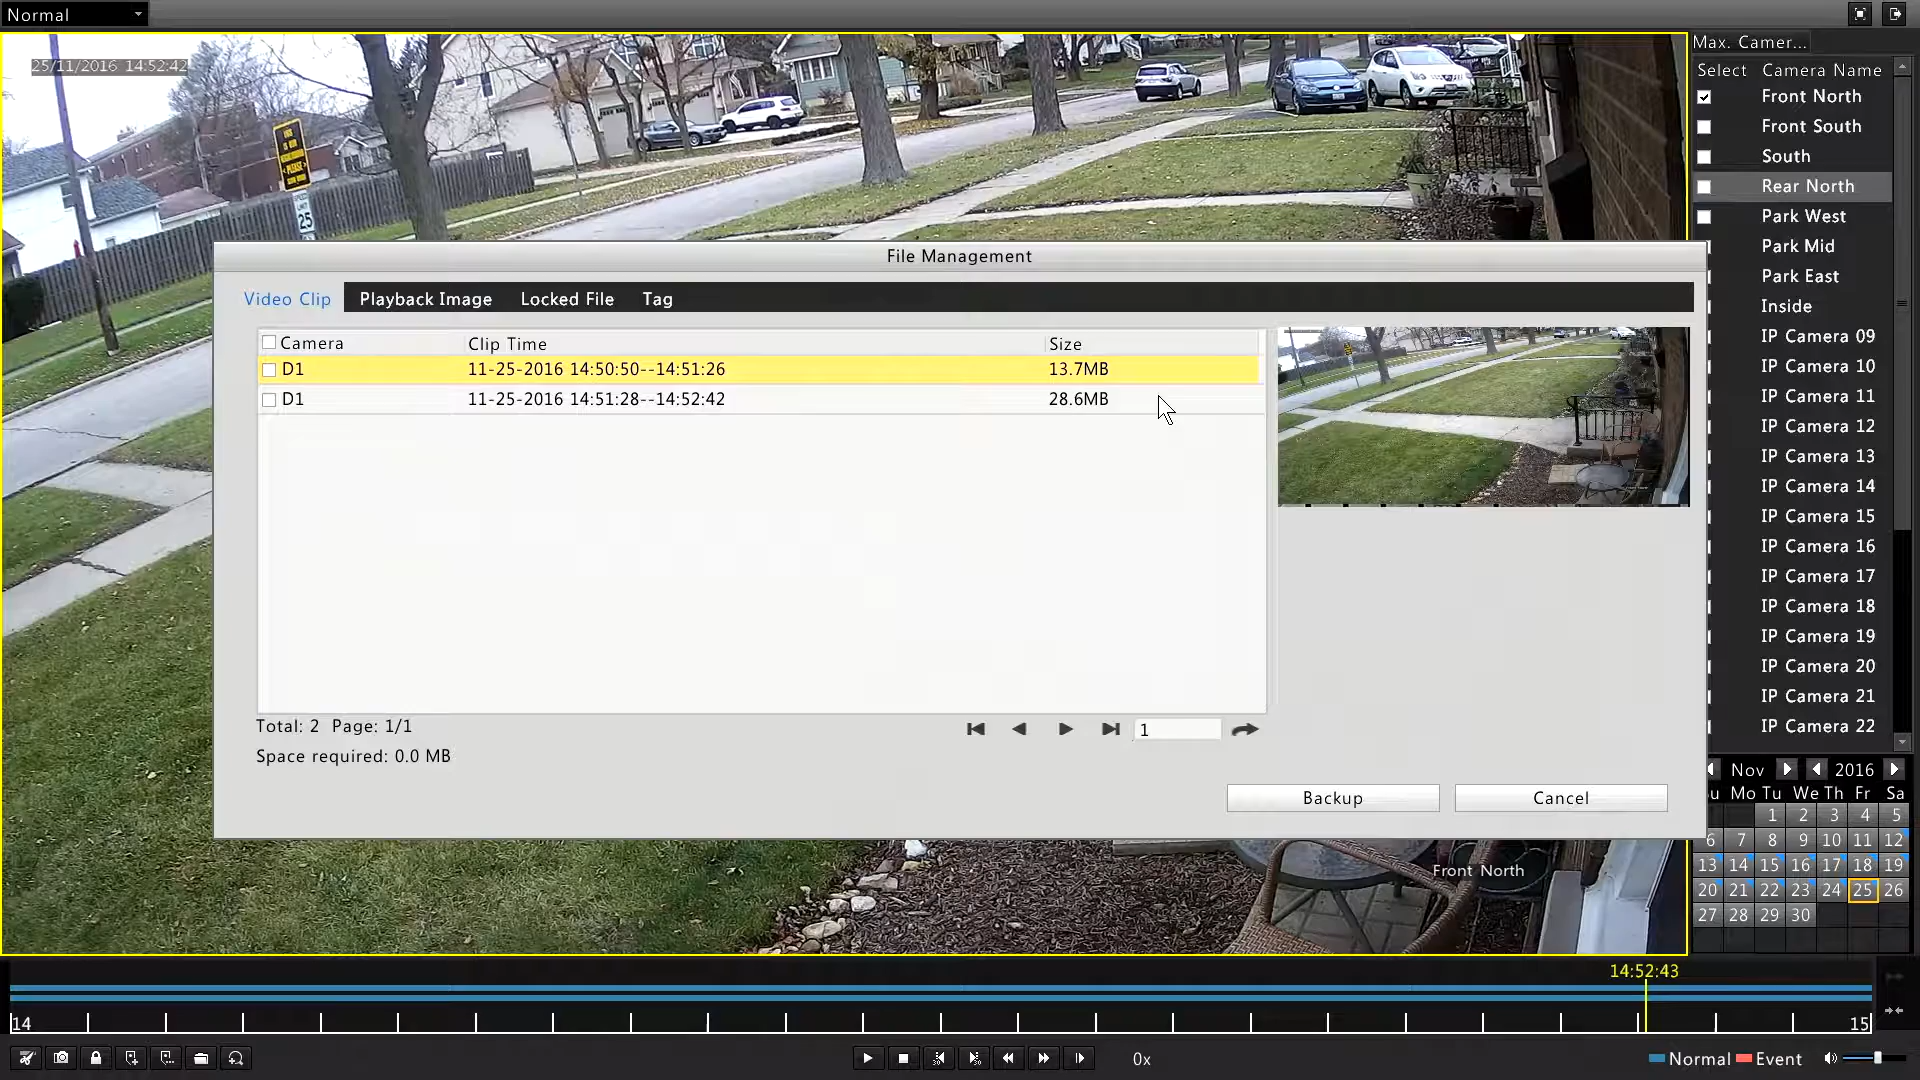 Normal
25/11/2016 14:52:42
PLEASE
SPEED
LIMIT
25
Max. Camer...
Select Camera Name
Front North
Front South
South
Rear North
Park West
Park Mid
Park East
Inside
IP Camera 09
IP Camera 10
IP Camera 11
IP Camera 12
IP Camera 13
IP Camera 14
IP Camera 15
IP Camera 16
IP Camera 17
IP Camera 18
IP Camera 19
IP Camera 20
IP Camera 21
IP Camera 22
File Management
Video Clip Playback Image Locked File Tag
Camera Clip Time Size
D1 11-25-2016 14:50:50--14:51:26 13.7MB
D1 11-25-2016 14:51:28--14:52:42 28.6MB
Total: 2 Page: 1/1
1
Space required: 0.0 MB
Backup Cancel
Front North
Nov 2016
Mo Tu We Th Fr Sa
1 2 3 4 5
6 7 8 9 10 11 12
13 14 15 16 17 18 19
20 21 22 23 24 25 26
27 28 29 30
14:52:43
14 15
30 30
0x
Normal Event